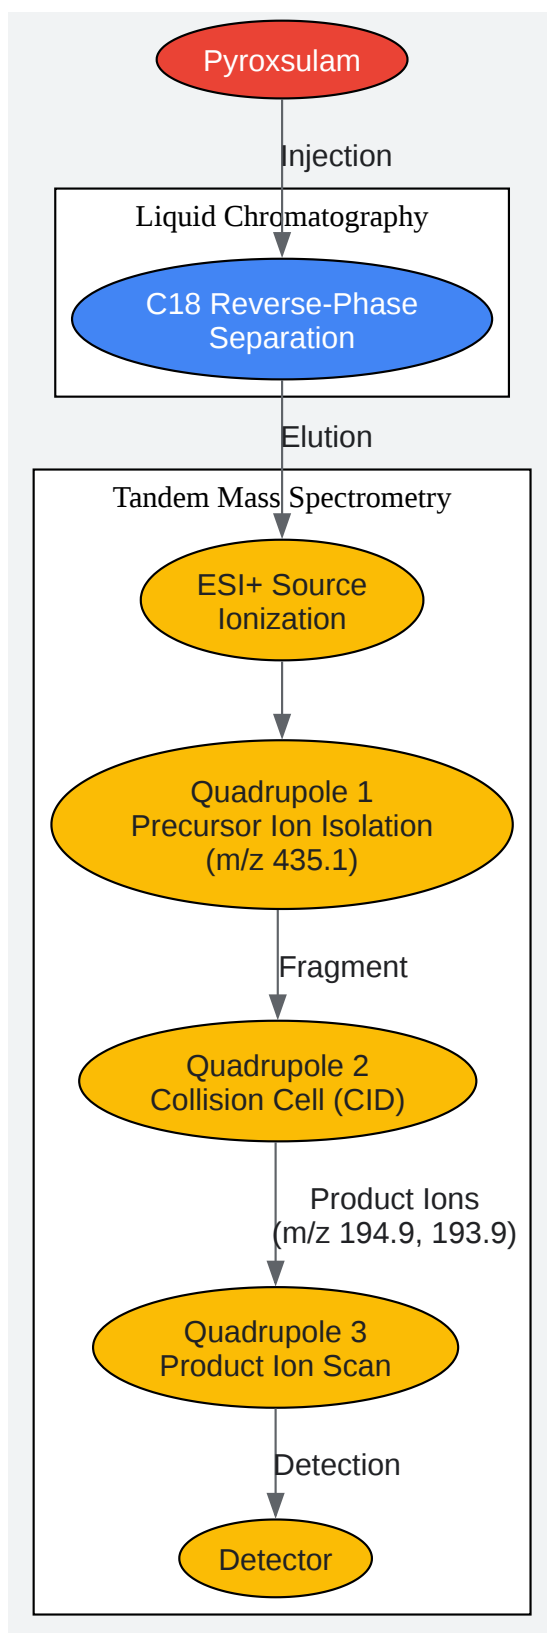 Pyroxsulam
Injection
Liquid Chromatography
C18 Reverse-Phase
Separation
Elution
Tandem Mass Spectrometry
ESI+ Source
Ionization
Quadrupole 1
Precursor Ion Isolation
(m/z 435.1)
Fragment
Quadrupole 2
Collision Cell (CID)
Product Ions
(m/z 194.9, 193.9)
Quadrupole 3
Product Ion Scan
Detection
Detector